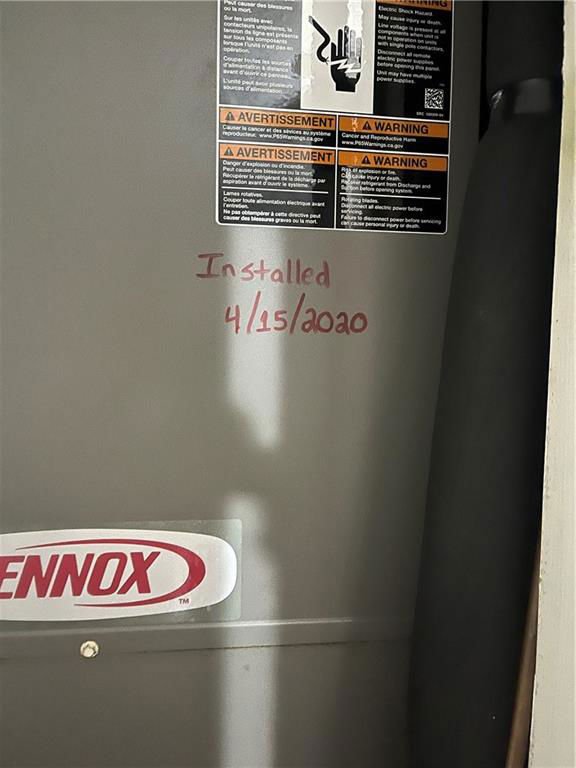 Peut causer des blessures
ou la mort.
Sur les unités avec
contacteurs unipolaires, la
tension de ligne est présente
sur tous les composants
lorsque l'unité n'est pas en
opération.
Couper toutes les sources
d'alimentation à distance
avant d'ouvrir ce panneau.
L'unité peut avoir plusieurs
sources d'alimentation.
WARNING
Electric Shock Hazard.
May cause injury or death.
Line voltage is present at all
components when unit is
not in operation on units
with single pole contactors.
Disconnect all remote
electric power supplies
before opening this panel.
Unit may have multiple
power supplies.
AVERTISSEMENT
Causer le cancer et des sévices au système
reproducteur. www.P65Warnings.ca.gov
WARNING
Cancer and Reproductive Harm
www.P65Warnings.ca.gov
AVERTISSEMENT
Danger d'explosion ou d'incendie.
Peut causer des blessures ou la mort.
Récupérer le réfrigérant de la décharge par
aspiration avant d'ouvrir le système.
Lames rotatives.
Couper toute alimentation électrique avant
l'entretien.
Ne pas obtempérer à cette directive peut
causer des blessures graves ou la mort.
WARNING
Risk of explosion or fire.
Can cause injury or death.
Recover refrigerant from Discharge and
Suction before opening system.
Rotating blades.
Disconnect all electric power before
servicing.
Failure to disconnect power before servicing
can cause personal injury or death.
Installed
4/15/2020
ENNOX
TM